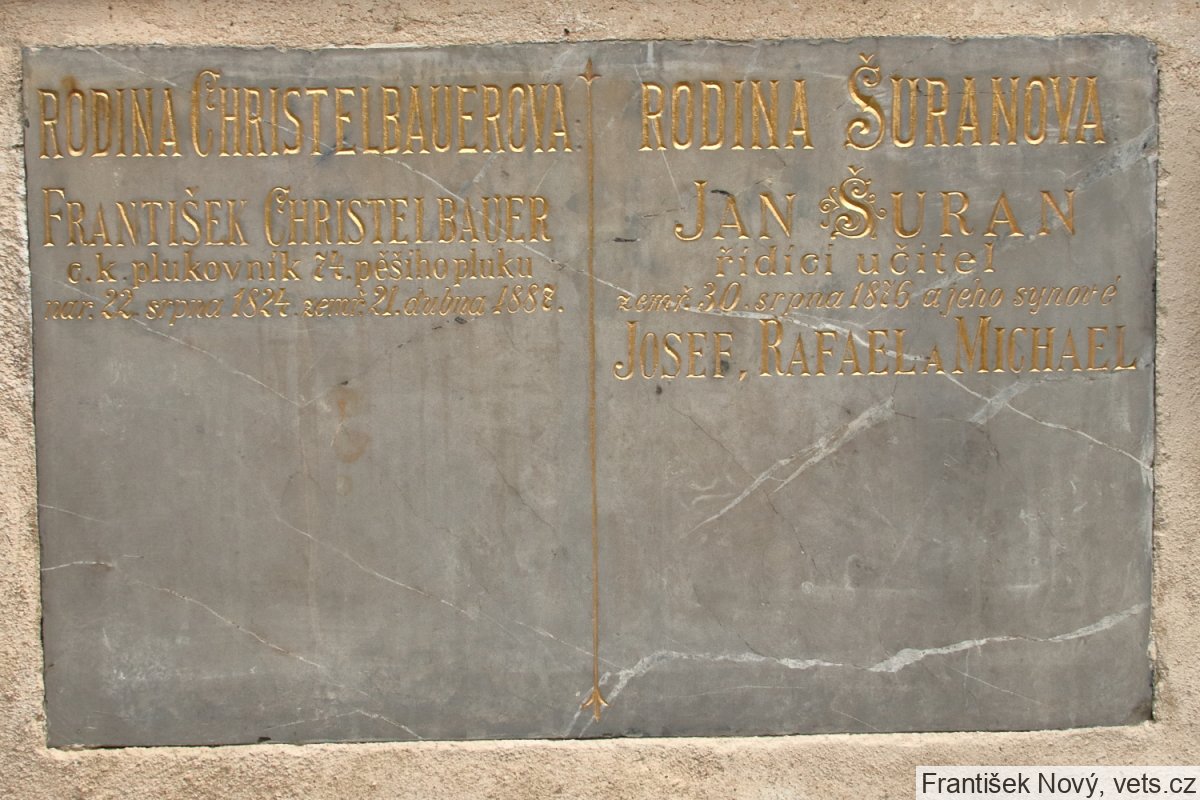 RODINA CHRISTELBAUEROVA
FRANTIŠEK CHRISTELBAUER
c. k. plukovník 74. pěšího pluku
nar. 22. srpna 1824. zemř. 21. dubna 1887.
RODINA ŠURANOVA
JAN ŠURAN
řídící učitel
zemř. 30. srpna 1876 a jeho synové
JOSEF, RAFAEL A MICHAEL
František Nový, vets.cz